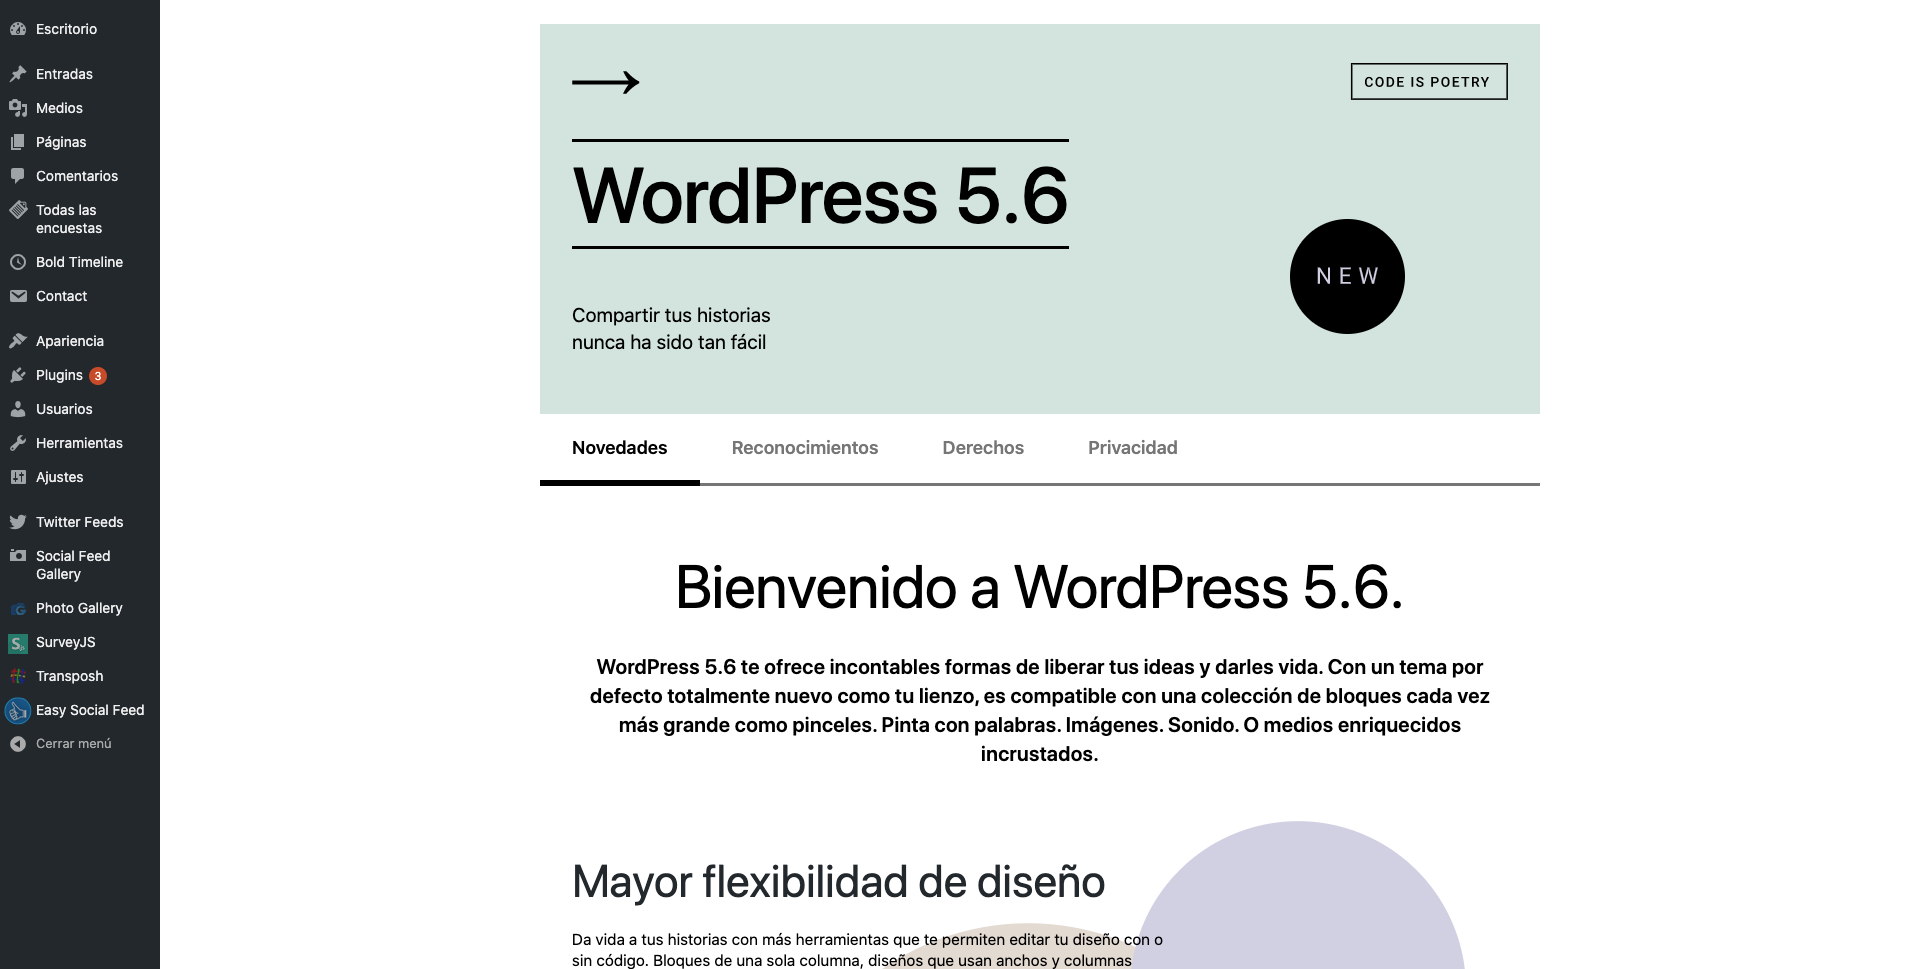 Escritorio
Entradas
Medios
Páginas
Comentarios
Todas las
encuestas
Bold Timeline
Contact
Apariencia
Plugins 3
Usuarios
Herramientas
Ajustes
Twitter Feeds
Social Feed
Gallery
Photo Gallery
SurveyJS
Transposh
Easy Social Feed
Cerrar menú
CODE IS POETRY
WordPress 5.6
NEW
Compartir tus historias
nunca ha sido tan fácil
Novedades Reconocimientos Derechos Privacidad
Bienvenido a WordPress 5.6.
WordPress 5.6 te ofrece incontables formas de liberar tus ideas y darles vida. Con un tema por
defecto totalmente nuevo como tu lienzo, es compatible con una colección de bloques cada vez
más grande como pinceles. Pinta con palabras. Imágenes. Sonido. O medios enriquecidos
incrustados.
Mayor flexibilidad de diseño
Da vida a tus historias con más herramientas que te permiten editar tu diseño con o
sin código. Bloques de una sola columna, diseños que usan anchos y columnas